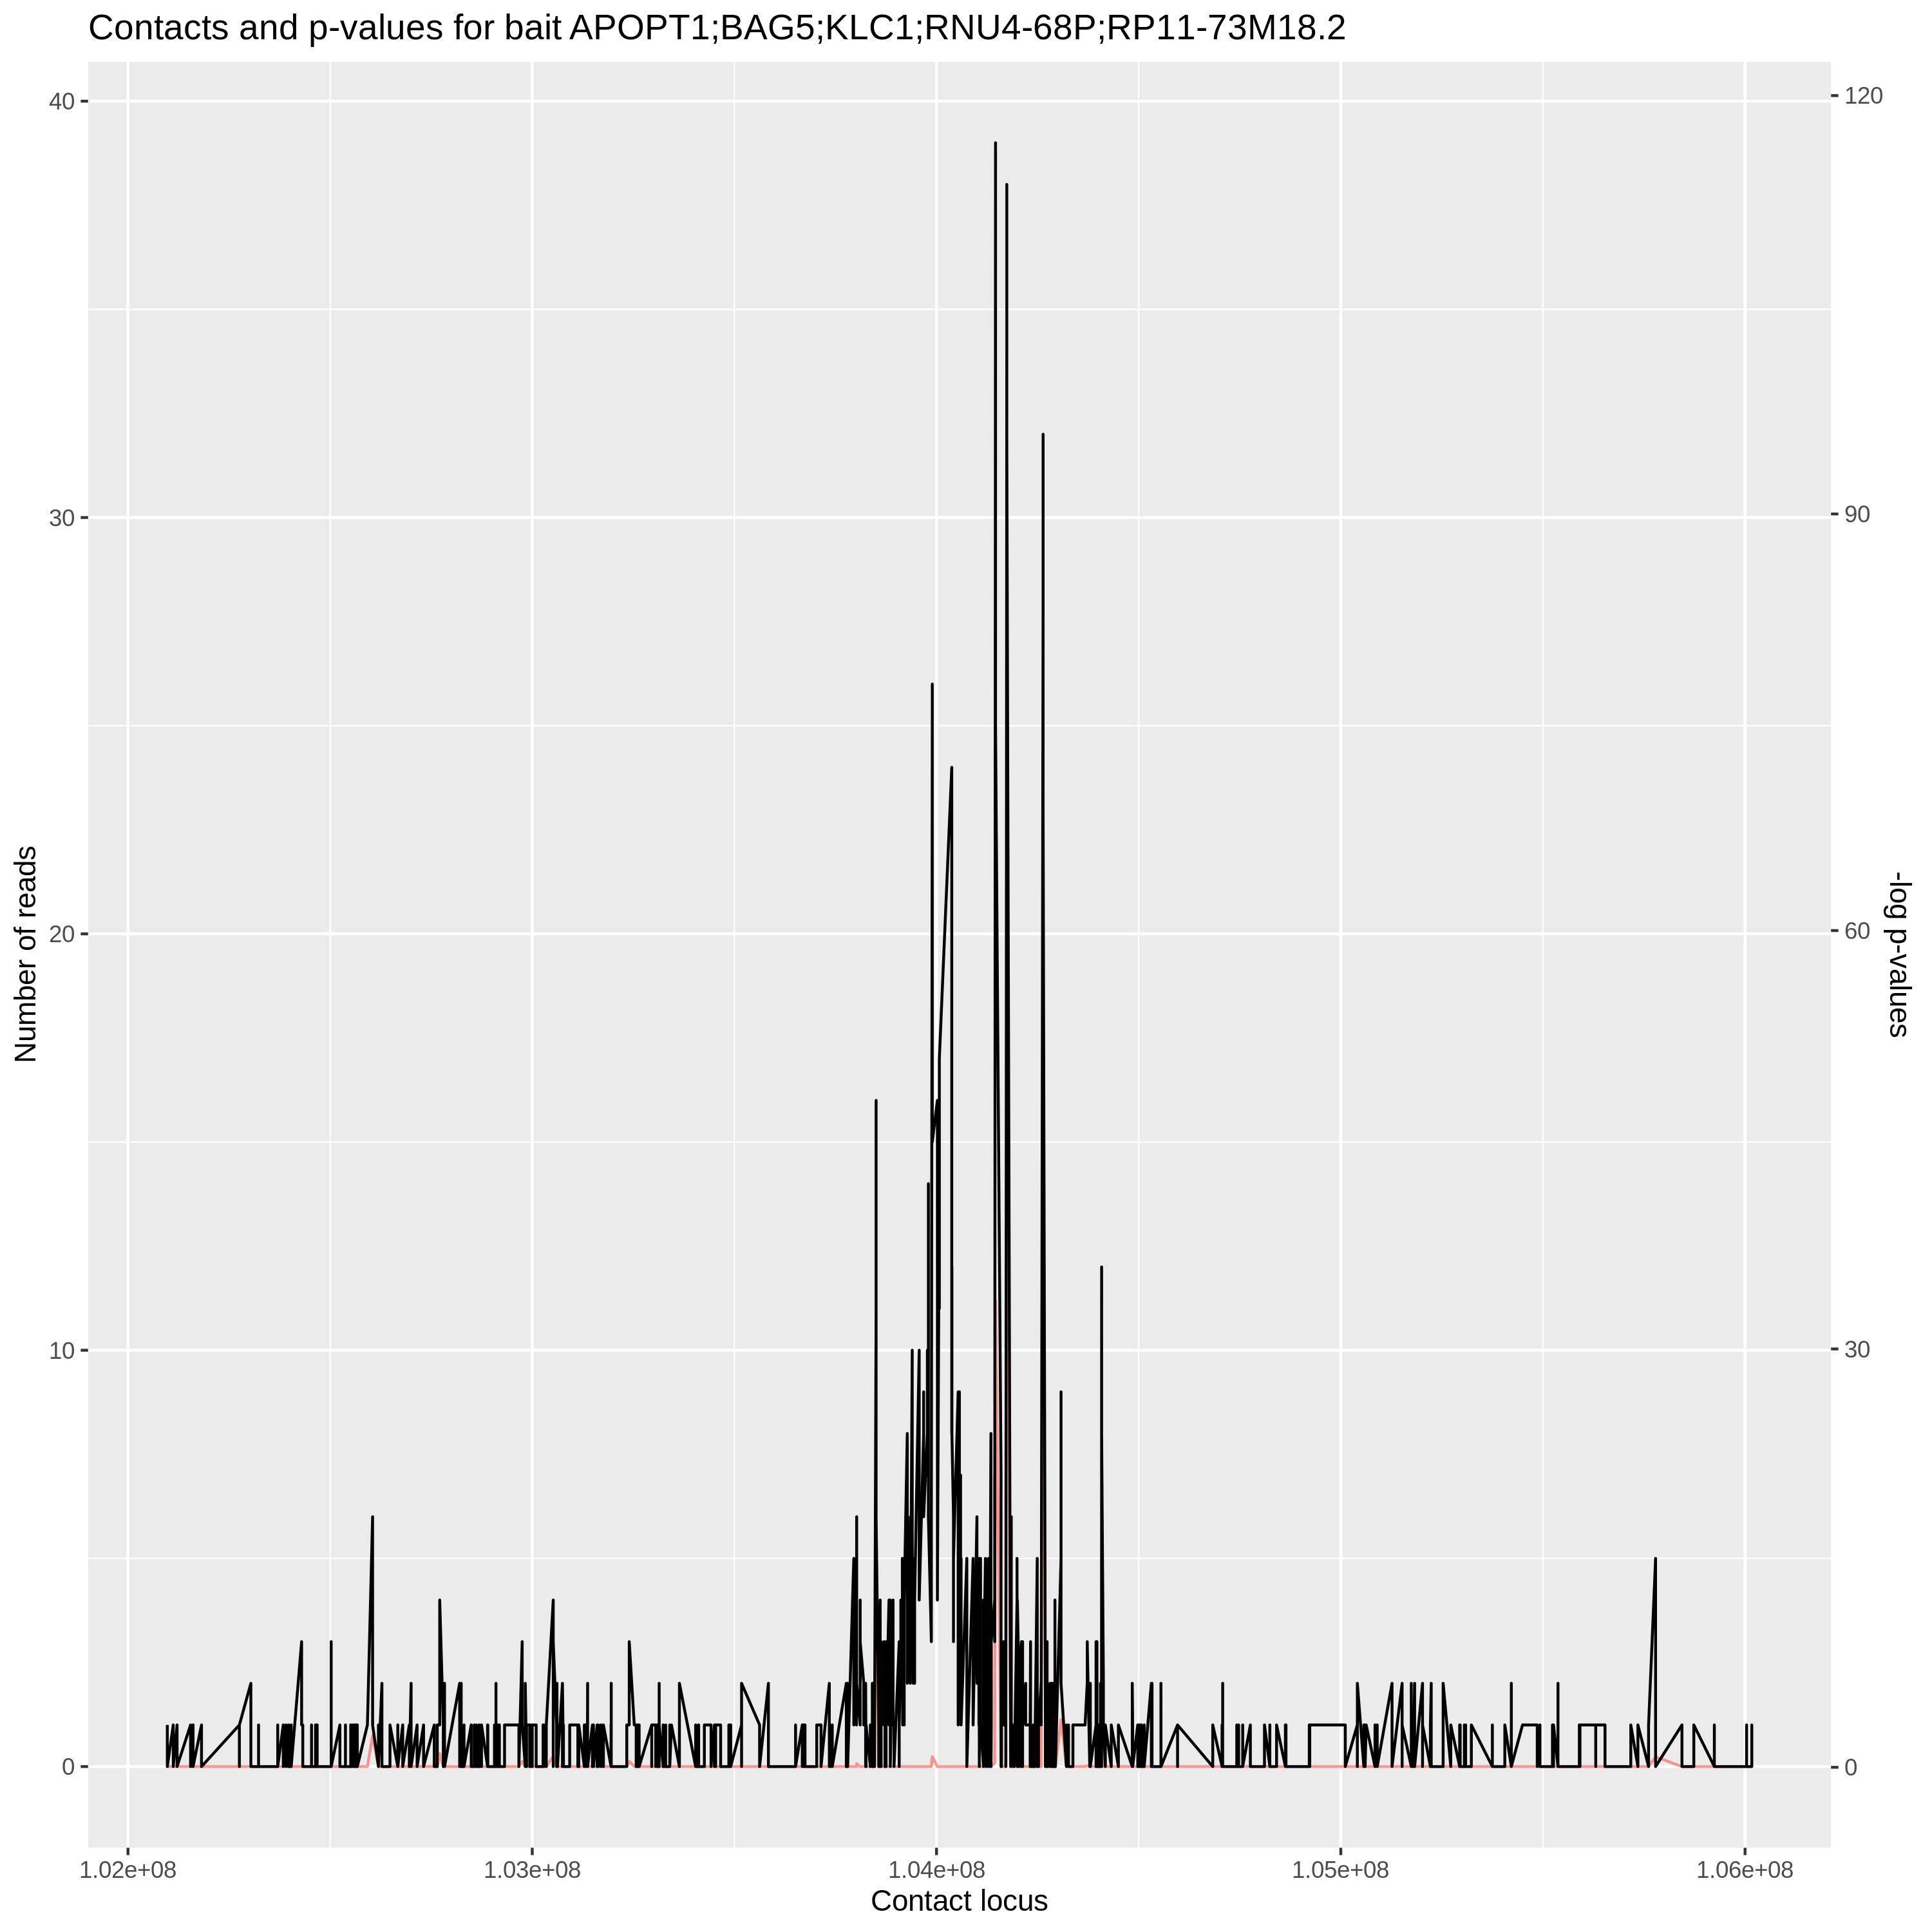 Contacts and p-values for bait APOPT1;BAG5;KLC1;RNU4-68P;RP11-73M18.2
40
30
20
10
0
Number of reads
120
90
60
30
0
-log p-values
1.02e+08 1.03e+08 1.04e+08 1.05e+08 1.06e+08
Contact locus